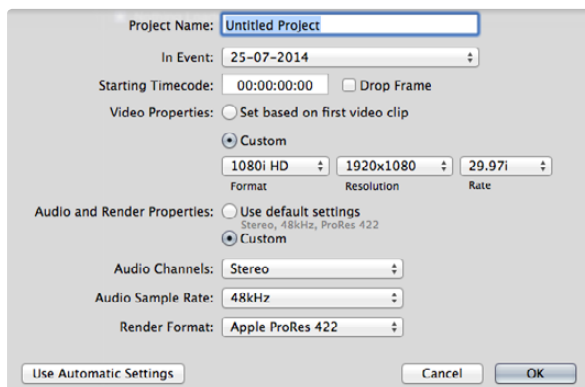 Project Name: Untitled Project
In Event: 25-07-2014
Starting Timecode: 00:00:00:00 Drop Frame
Video Properties: Set based on first video clip
Custom
1080i HD 1920x1080 29.97i
Format Resolution Rate
Audio and Render Properties: Use default settings
Stereo, 48kHz, ProRes 422
Custom
Audio Channels: Stereo
Audio Sample Rate: 48kHz
Render Format: Apple ProRes 422
Use Automatic Settings Cancel OK